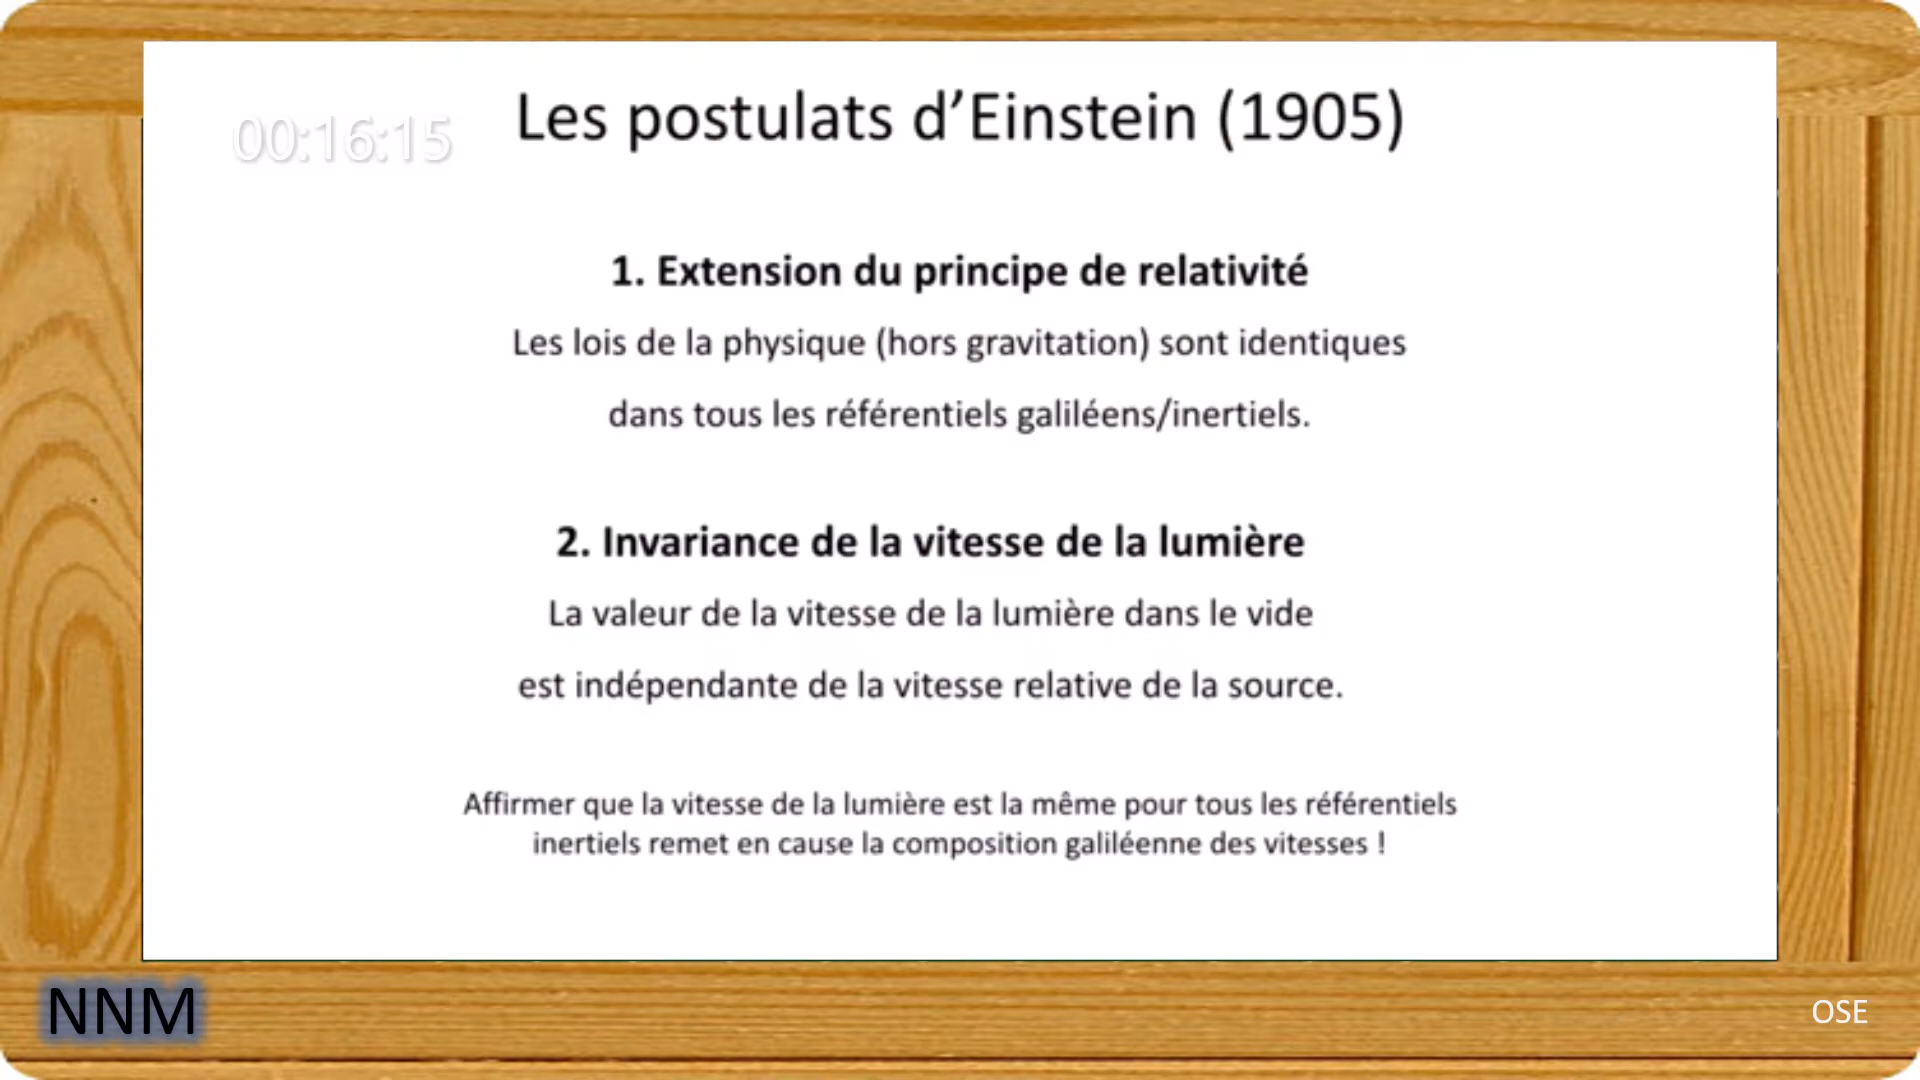 Les postulats d’Einstein (1905)
00:16:15
1. Extension du principe de relativité
Les lois de la physique (hors gravitation) sont identiques
dans tous les référentiels galiléens/inertiels.
2. Invariance de la vitesse de la lumière
La valeur de la vitesse de la lumière dans le vide
est indépendante de la vitesse relative de la source.
Affirmer que la vitesse de la lumière est la même pour tous les référentiels
inertiels remet en cause la composition galiléenne des vitesses !
NNM
OSE